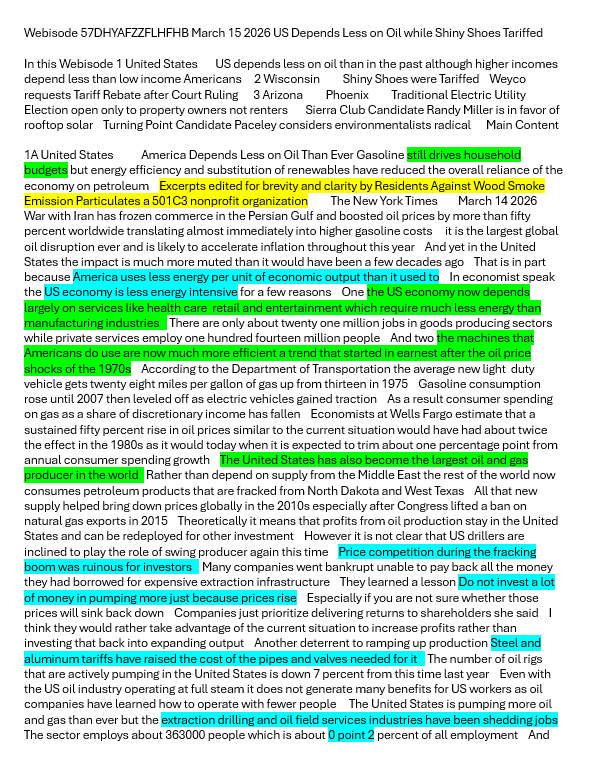 Webisode 57DHYAFZZFLHFHB March 15 2026 US Depends Less on Oil while Shiny Shoes Tariffed
In this Webisode 1 United States US depends less on oil than in the past although higher incomes
depend less than low income Americans 2 Wisconsin Shiny Shoes were Tariffed Weyco
requests Tariff Rebate after Court Ruling 3 Arizona Phoenix Traditional Electric Utility
Election open only to property owners not renters Sierra Club Candidate Randy Miller is in favor of
rooftop solar Turning Point Candidate Paceley considers environmentalists radical Main Content
1A United States America Depends Less on Oil Than Ever Gasoline still drives household
budgets but energy efficiency and substitution of renewables have reduced the overall reliance of the
economy on petroleum Excerpts edited for brevity and clarity by Residents Against Wood Smoke
Emission Particulates a 501C3 nonprofit organization The New York Times March 14 2026
War with Iran has frozen commerce in the Persian Gulf and boosted oil prices by more than fifty
percent worldwide translating almost immediately into higher gasoline costs it is the largest global
oil disruption ever and is likely to accelerate inflation throughout this year And yet in the United
States the impact is much more muted than it would have been a few decades ago That is in part
because America uses less energy per unit of economic output than it used to In economist speak
the US economy is less energy intensive for a few reasons One the US economy now depends
largely on services like health care retail and entertainment which require much less energy than
manufacturing industries There are only about twenty one million jobs in goods producing sectors
while private services employ one hundred fourteen million people And two the machines that
Americans do use are now much more efficient a trend that started in earnest after the oil price
shocks of the 1970s According to the Department of Transportation the average new light duty
vehicle gets twenty eight miles per gallon of gas up from thirteen in 1975 Gasoline consumption
rose until 2007 then leveled off as electric vehicles gained traction As a result consumer spending
on gas as a share of discretionary income has fallen Economists at Wells Fargo estimate that a
sustained fifty percent rise in oil prices similar to the current situation would have had about twice
the effect in the 1980s as it would today when it is expected to trim about one percentage point from
annual consumer spending growth The United States has also become the largest oil and gas
producer in the world Rather than depend on supply from the Middle East the rest of the world now
consumes petroleum products that are fracked from North Dakota and West Texas All that new
supply helped bring down prices globally in the 2010s especially after Congress lifted a ban on
natural gas exports in 2015 Theoretically it means that profits from oil production stay in the United
States and can be redeployed for other investment However it is not clear that US drillers are
inclined to play the role of swing producer again this time Price competition during the fracking
boom was ruinous for investors Many companies went bankrupt unable to pay back all the money
they had borrowed for expensive extraction infrastructure They learned a lesson Do not invest a lot
of money in pumping more just because prices rise Especially if you are not sure whether those
prices will sink back down Companies just prioritize delivering returns to shareholders she said I
think they would rather take advantage of the current situation to increase profits rather than
investing that back into expanding output Another deterrent to ramping up production Steel and
aluminum tariffs have raised the cost of the pipes and valves needed for it The number of oil rigs
that are actively pumping in the United States is down 7 percent from this time last year Even with
the US oil industry operating at full steam it does not generate many benefits for US workers as oil
companies have learned how to operate with fewer people The United States is pumping more oil
and gas than ever but the extraction drilling and oil field services industries have been shedding jobs
The sector employs about 363000 people which is about 0 point 2 percent of all employment And